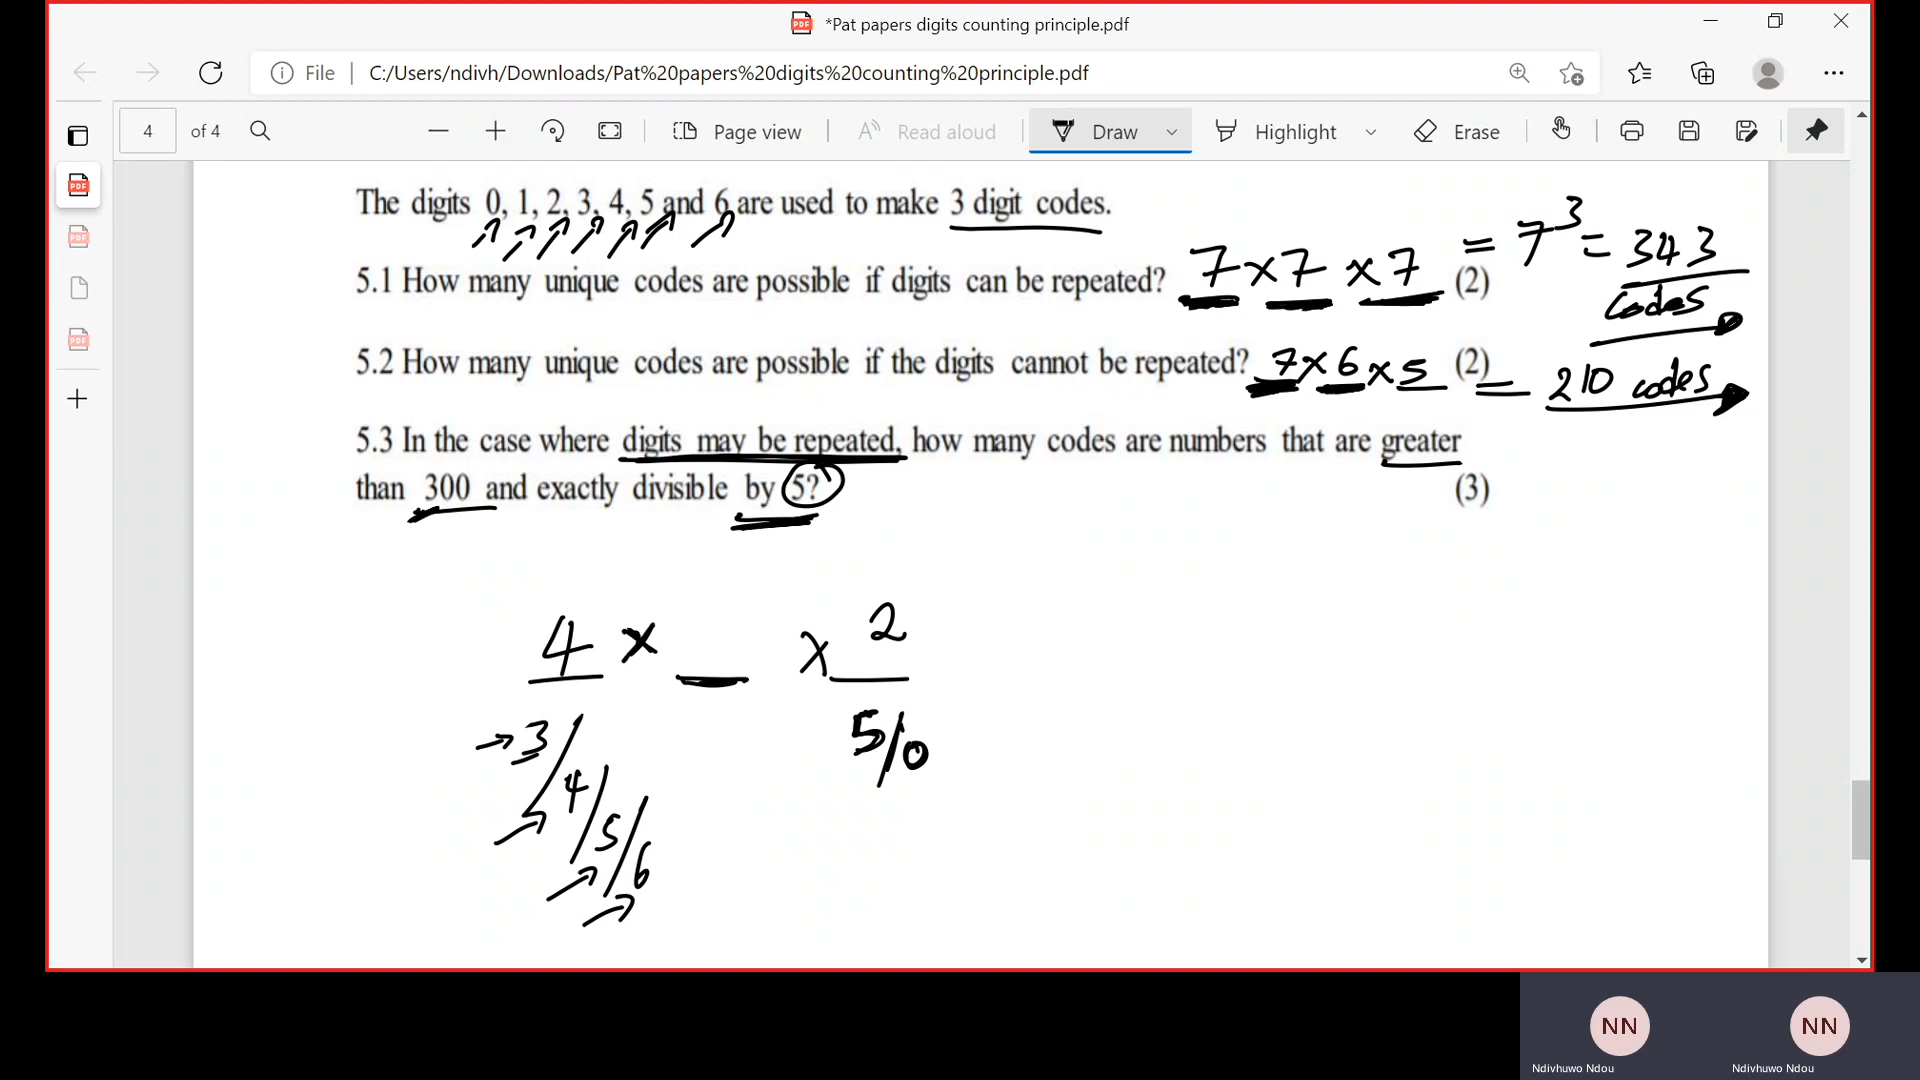 *Pat papers digits counting principle.pdf
File C:/Users/ndivh/Downloads/Pat%20papers%20digits%20counting%20principle.pdf
4 of 4 Page view Read aloud Draw Highlight Erase
The digits 0, 1, 2, 3, 4, 5 and 6 are used to make 3 digit codes.
5.1 How many unique codes are possible if digits can be repeated? 7 x 7 x 7 (2) = 7³ = 343
codes
5.2 How many unique codes are possible if the digits cannot be repeated? 7 x 6 x 5 (2) = 210 codes
5.3 In the case where digits may be repeated, how many codes are numbers that are greater
than 300 and exactly divisible by 5? (3)
4 x __ x 2
3/4/5/6
5/0
NN NN
Ndivhuwo Ndou Ndivhuwo Ndou